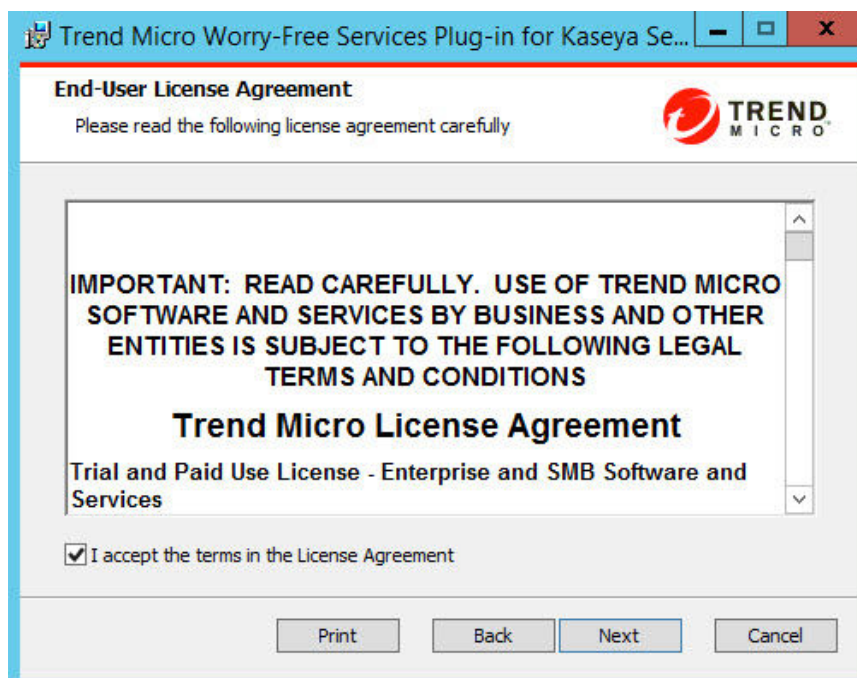 Trend Micro Worry-Free Services Plug-in for Kaseya Se...
End-User License Agreement
Please read the following license agreement carefully
TREND
MICRO
IMPORTANT: READ CAREFULLY. USE OF TREND MICRO
SOFTWARE AND SERVICES BY BUSINESS AND OTHER
ENTITIES IS SUBJECT TO THE FOLLOWING LEGAL
TERMS AND CONDITIONS
Trend Micro License Agreement
Trial and Paid Use License - Enterprise and SMB Software and
Services
I accept the terms in the License Agreement
Print Back Next Cancel